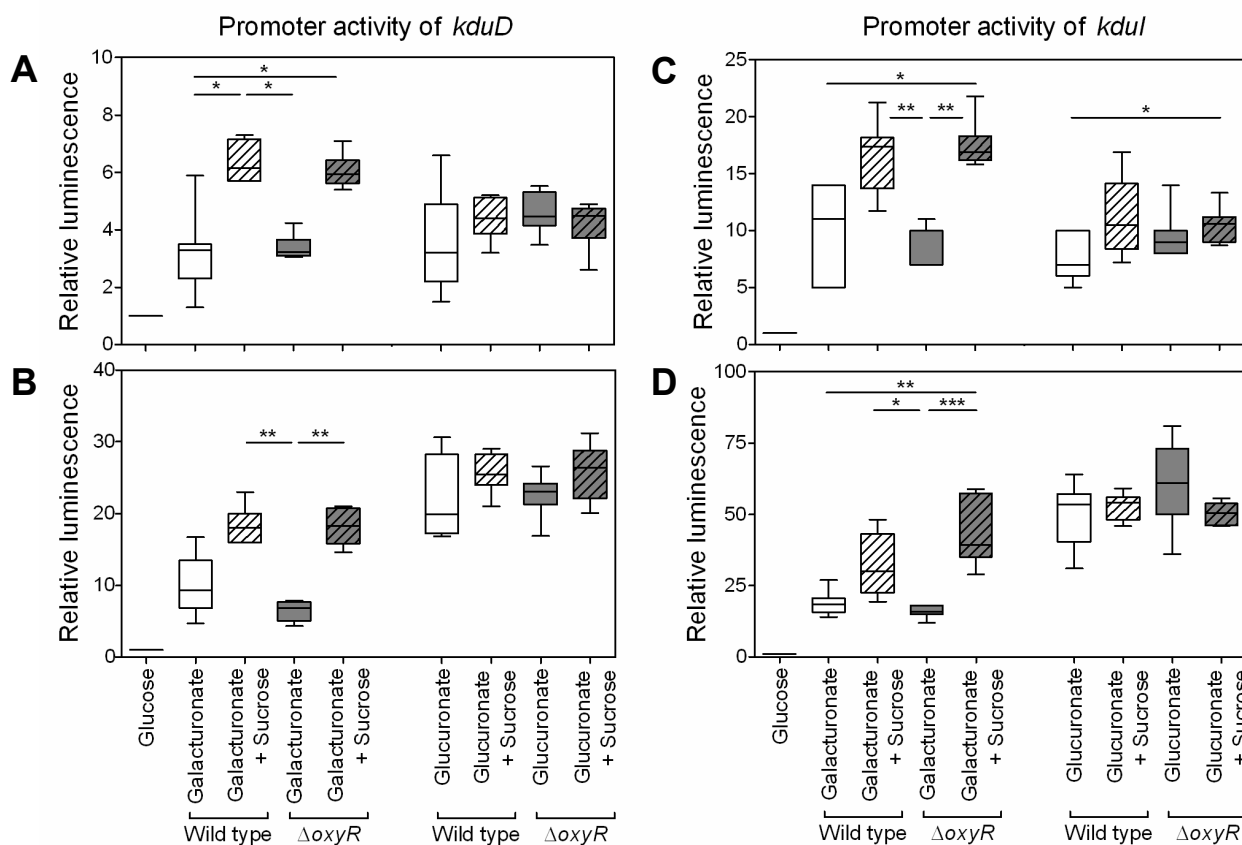 Promoter activity of kduD
Promoter activity of kduI
A
Relative luminescence
10
8
6
4
2
0
*
*
*
C
Relative luminescence
25
20
15
10
5
0
*
**
**
*
B
Relative luminescence
40
30
20
10
0
**
**
D
Relative luminescence
100
75
50
25
0
**
*
***
Glucose
Galacturonate
Galacturonate
+ Sucrose
Galacturonate
Galacturonate
+ Sucrose
Glucuronate
Glucuronate
+ Sucrose
Glucuronate
Glucuronate
+ Sucrose
Wild type
ΔoxyR
Wild type
ΔoxyR
Glucose
Galacturonate
Galacturonate
+ Sucrose
Galacturonate
Galacturonate
+ Sucrose
Glucuronate
Glucuronate
+ Sucrose
Glucuronate
Glucuronate
+ Sucrose
Wild type
ΔoxyR
Wild type
ΔoxyR